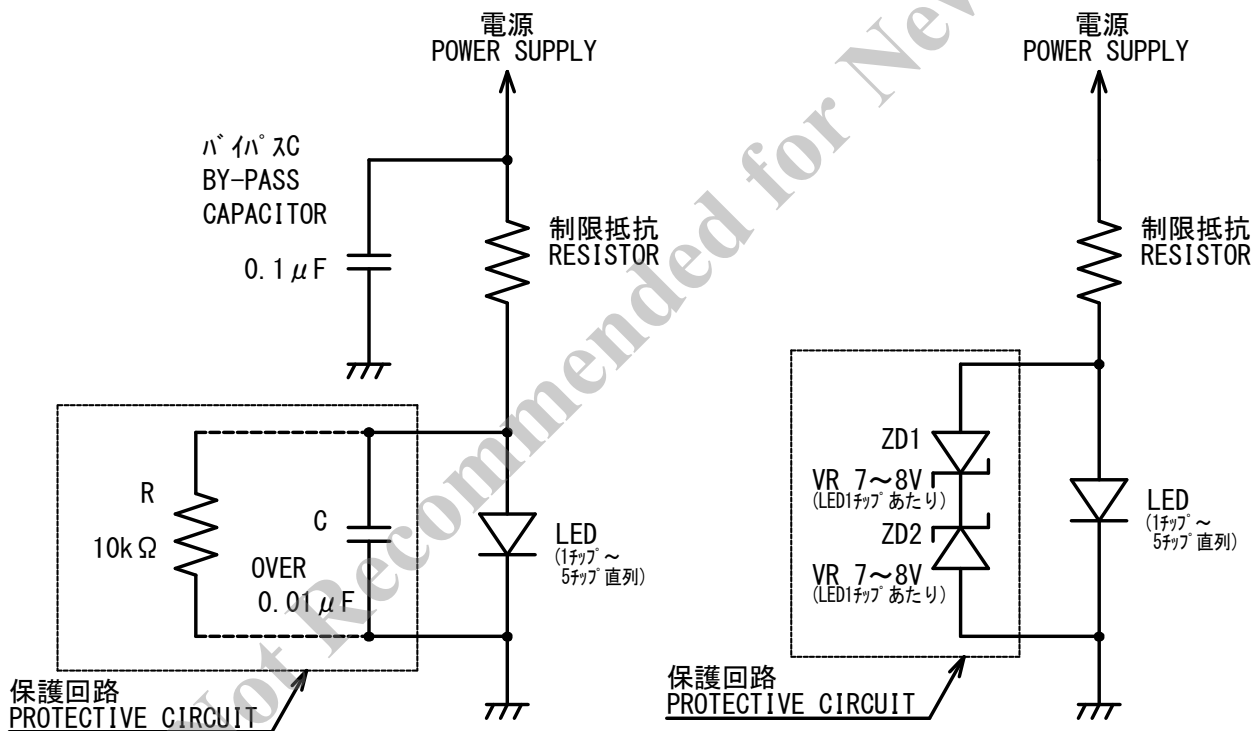 電源
POWER SUPPLY
バイパスC
BY-PASS
CAPACITOR
0.1μF
制限抵抗
RESISTOR
R
10kΩ
C
OVER
0.01μF
LED
(1チップ～
5チップ直列)
保護回路
PROTECTIVE CIRCUIT
電源
POWER SUPPLY
制限抵抗
RESISTOR
ZD1
VR 7～8V
(LED1チップあたり)
ZD2
VR 7～8V
(LED1チップあたり)
LED
(1チップ～
5チップ直列)
保護回路
PROTECTIVE CIRCUIT
Not Recommended for New